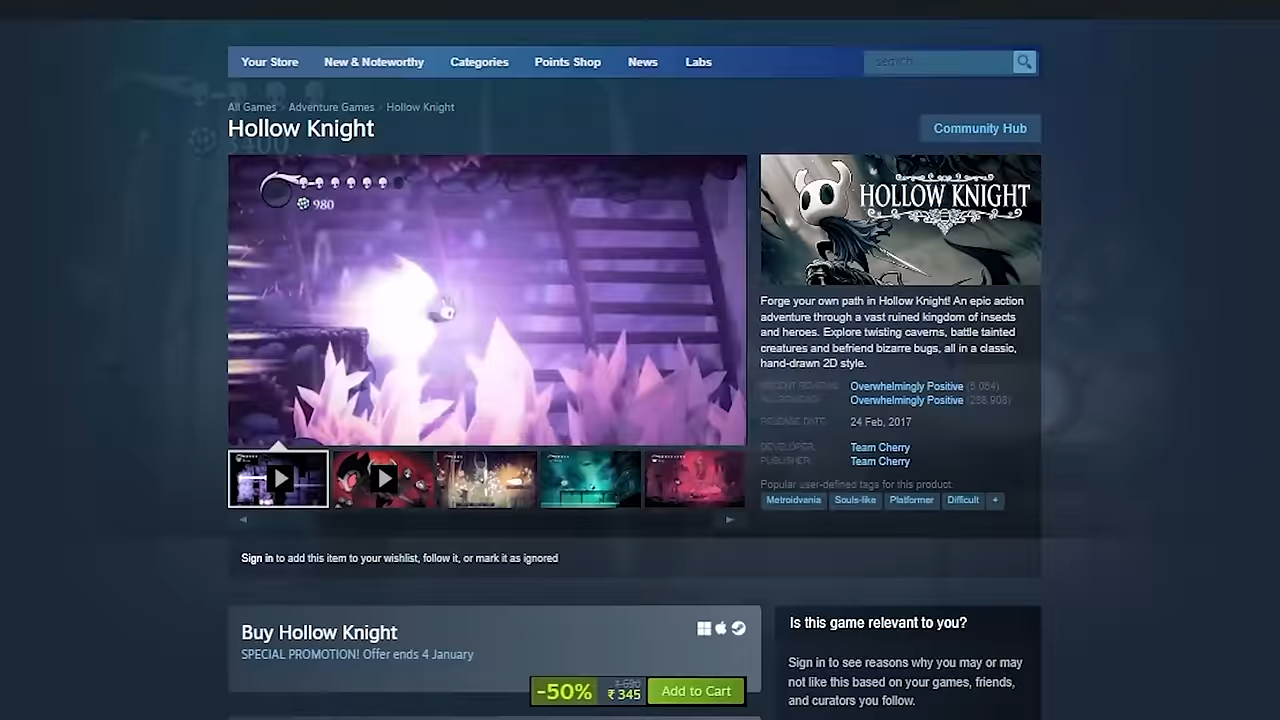 Your Store New & Noteworthy Categories Points Shop News Labs search
All Games Adventure Games Hollow Knight
Hollow Knight
Community Hub
980
HOLLOW KNIGHT
Forge your own path in Hollow Knight! An epic action
adventure through a vast ruined kingdom of insects
and heroes. Explore twisting caverns, battle tainted
creatures and befriend bizarre bugs, all in a classic,
hand-drawn 2D style.
Overwhelmingly Positive
Overwhelmingly Positive
RELEASE DATE: 24 Feb, 2017
DEVELOPER: Team Cherry
PUBLISHER: Team Cherry
Popular user-defined tags for this product:
Metroidvania Souls-like Platformer Difficult +
Sign in to add this item to your wishlist, follow it, or mark it as ignored
Buy Hollow Knight
SPECIAL PROMOTION! Offer ends 4 January
-50% ₹ 690 ₹ 345 Add to Cart
Is this game relevant to you?
Sign in to see reasons why you may or may
not like this based on your games, friends,
and curators you follow.